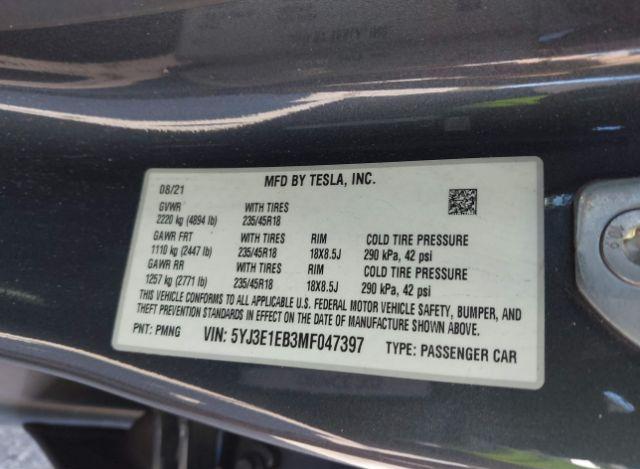 08/21 MFD BY TESLA, INC.
GVWR WITH TIRES
2220 kg (4894 lb) 235/45R18
GAWR FRT WITH TIRES RIM COLD TIRE PRESSURE
1110 kg (2447 lb) 235/45R18 18X8.5J 290 kPa, 42 psi
GAWR RR WITH TIRES RIM COLD TIRE PRESSURE
1257 kg (2771 lb) 235/45R18 18X8.5J 290 kPa, 42 psi
THIS VEHICLE CONFORMS TO ALL APPLICABLE U.S. FEDERAL MOTOR VEHICLE SAFETY, BUMPER, AND
THEFT PREVENTION STANDARDS IN EFFECT ON THE DATE OF MANUFACTURE SHOWN ABOVE.
PNT: PMNG VIN: 5YJ3E1EB3MF047397 TYPE: PASSENGER CAR